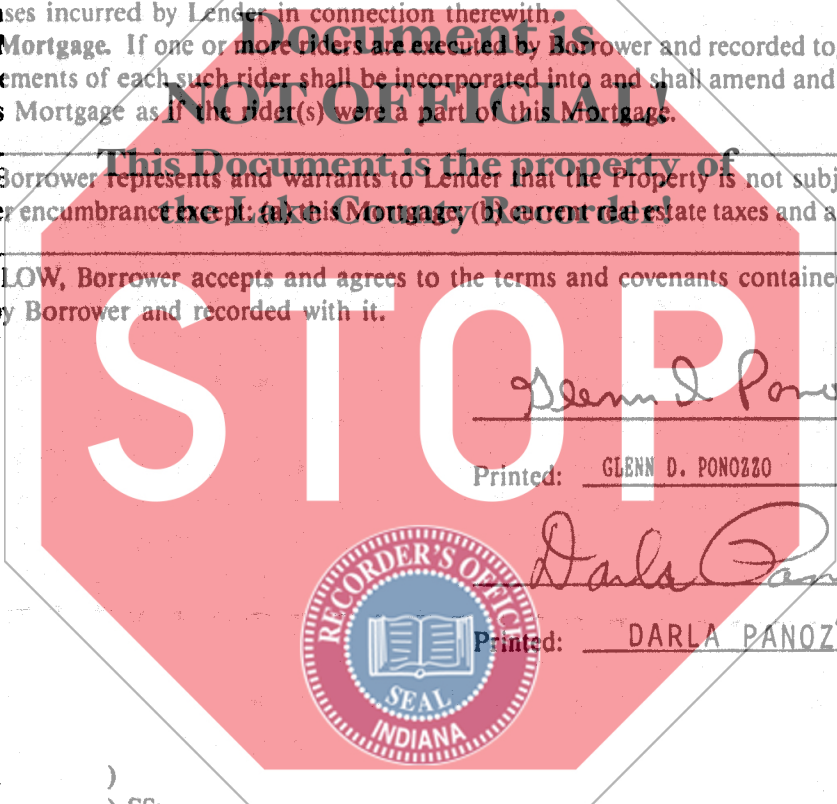 ses incurred by Lender in connection therewith.
Document is
Mortgage. If one or more riders are executed by Borrower and recorded to
ements of each such rider shall be incorporated into and shall amend and
NOT OFFICIAL!
s Mortgage as if the rider(s) were a part of this Mortgage.
This Document is the property of
Borrower represents and warrants to Lender that the Property is not subj
the Lake County Recorder!
r encumbrance except: (a) this Mortgage; (b) current real estate taxes and a
LOW, Borrower accepts and agrees to the terms and covenants containe
y Borrower and recorded with it.
STOP
Glenn D Pono
Printed: GLENN D. PONOZZO
Darla Pan
Printed: DARLA PANOZ
RECORDER'S OFFICE
SEAL
INDIANA
)
) SS: